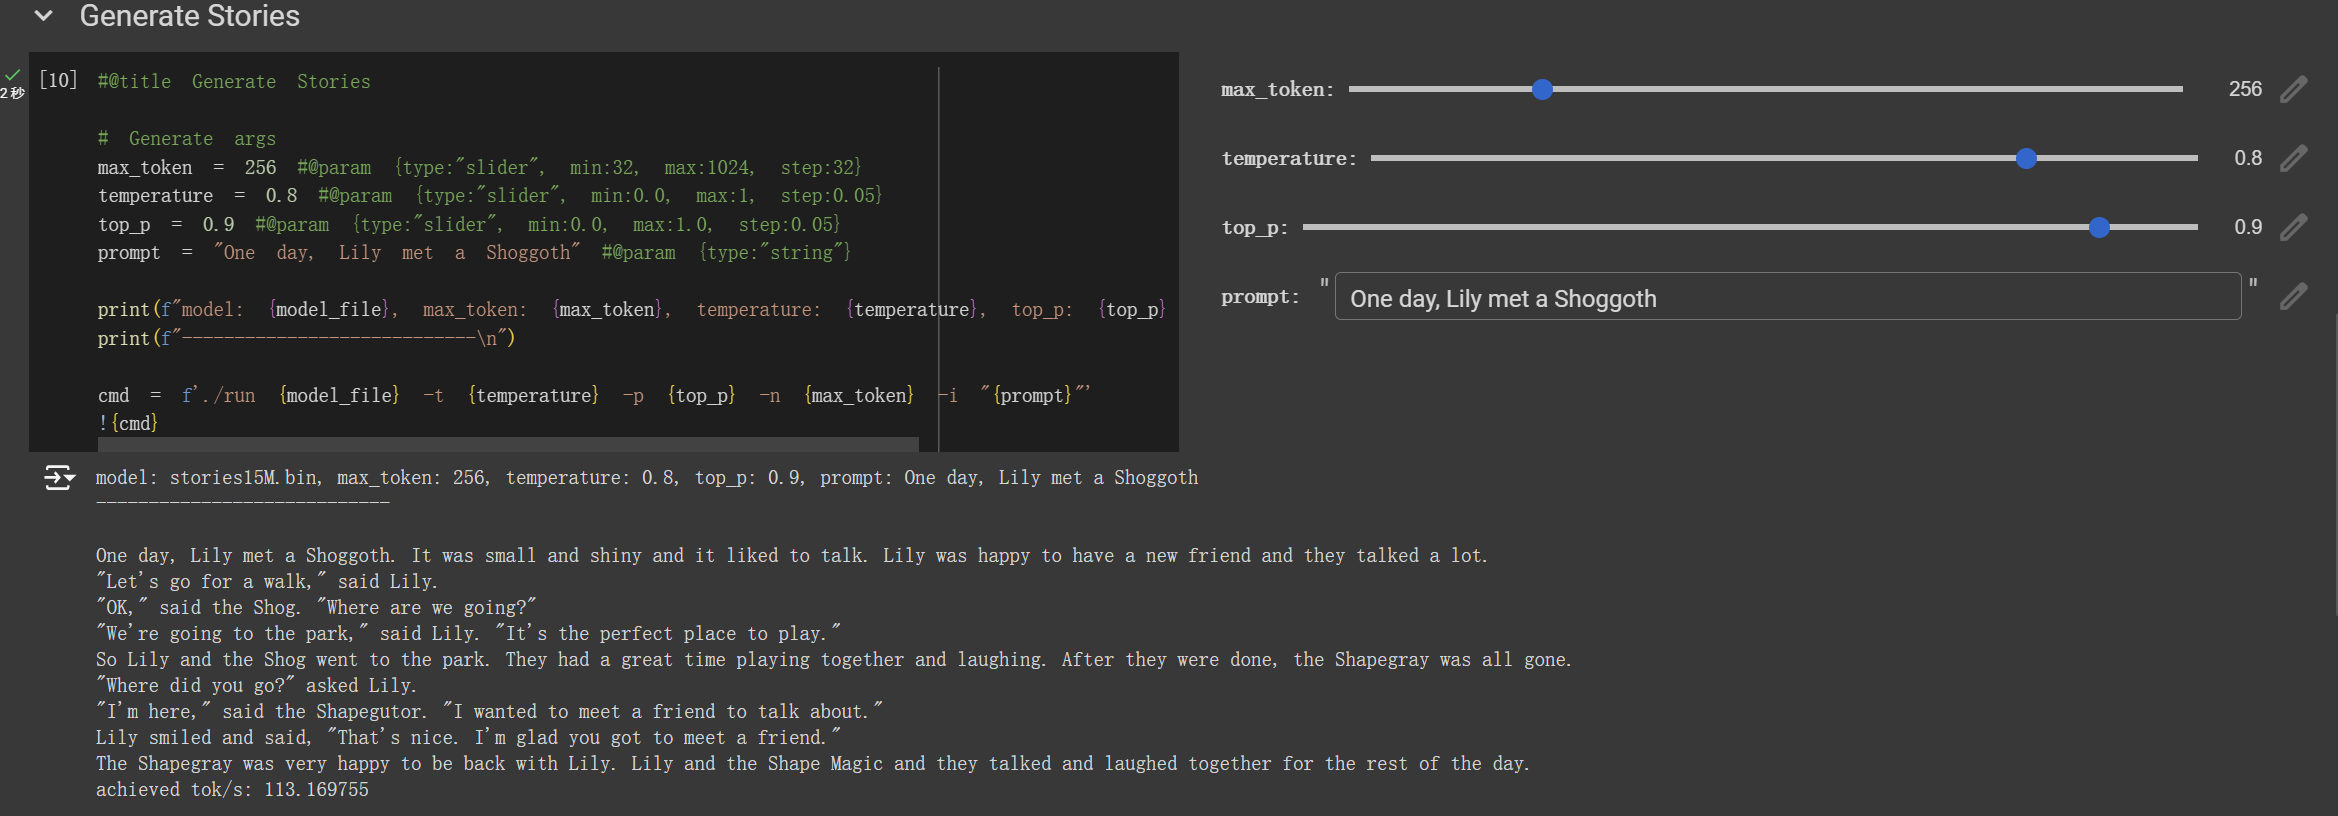 Generate Stories
[10] #@title Generate Stories
2秒
# Generate args
max_token = 256 #@param {type:"slider", min:32, max:1024, step:32}
temperature = 0.8 #@param {type:"slider", min:0.0, max:1, step:0.05}
top_p = 0.9 #@param {type:"slider", min:0.0, max:1.0, step:0.05}
prompt = "One day, Lily met a Shoggoth" #@param {type:"string"}
print(f"model: {model_file}, max_token: {max_token}, temperature: {temperature}, top_p: {top_p}
print(f"----------------------------\n")
cmd = f'./run {model_file} -t {temperature} -p {top_p} -n {max_token} -i "{prompt}"'
!{cmd}
max_token: 256
temperature: 0.8
top_p: 0.9
prompt: " One day, Lily met a Shoggoth "
model: stories15M.bin, max_token: 256, temperature: 0.8, top_p: 0.9, prompt: One day, Lily met a Shoggoth
----------------------------
One day, Lily met a Shoggoth. It was small and shiny and it liked to talk. Lily was happy to have a new friend and they talked a lot.
"Let's go for a walk," said Lily.
"OK," said the Shog. "Where are we going?"
"We're going to the park," said Lily. "It's the perfect place to play."
So Lily and the Shog went to the park. They had a great time playing together and laughing. After they were done, the Shapegray was all gone.
"Where did you go?" asked Lily.
"I'm here," said the Shapegutor. "I wanted to meet a friend to talk about."
Lily smiled and said, "That's nice. I'm glad you got to meet a friend."
The Shapegray was very happy to be back with Lily. Lily and the Shape Magic and they talked and laughed together for the rest of the day.
achieved tok/s: 113.169755